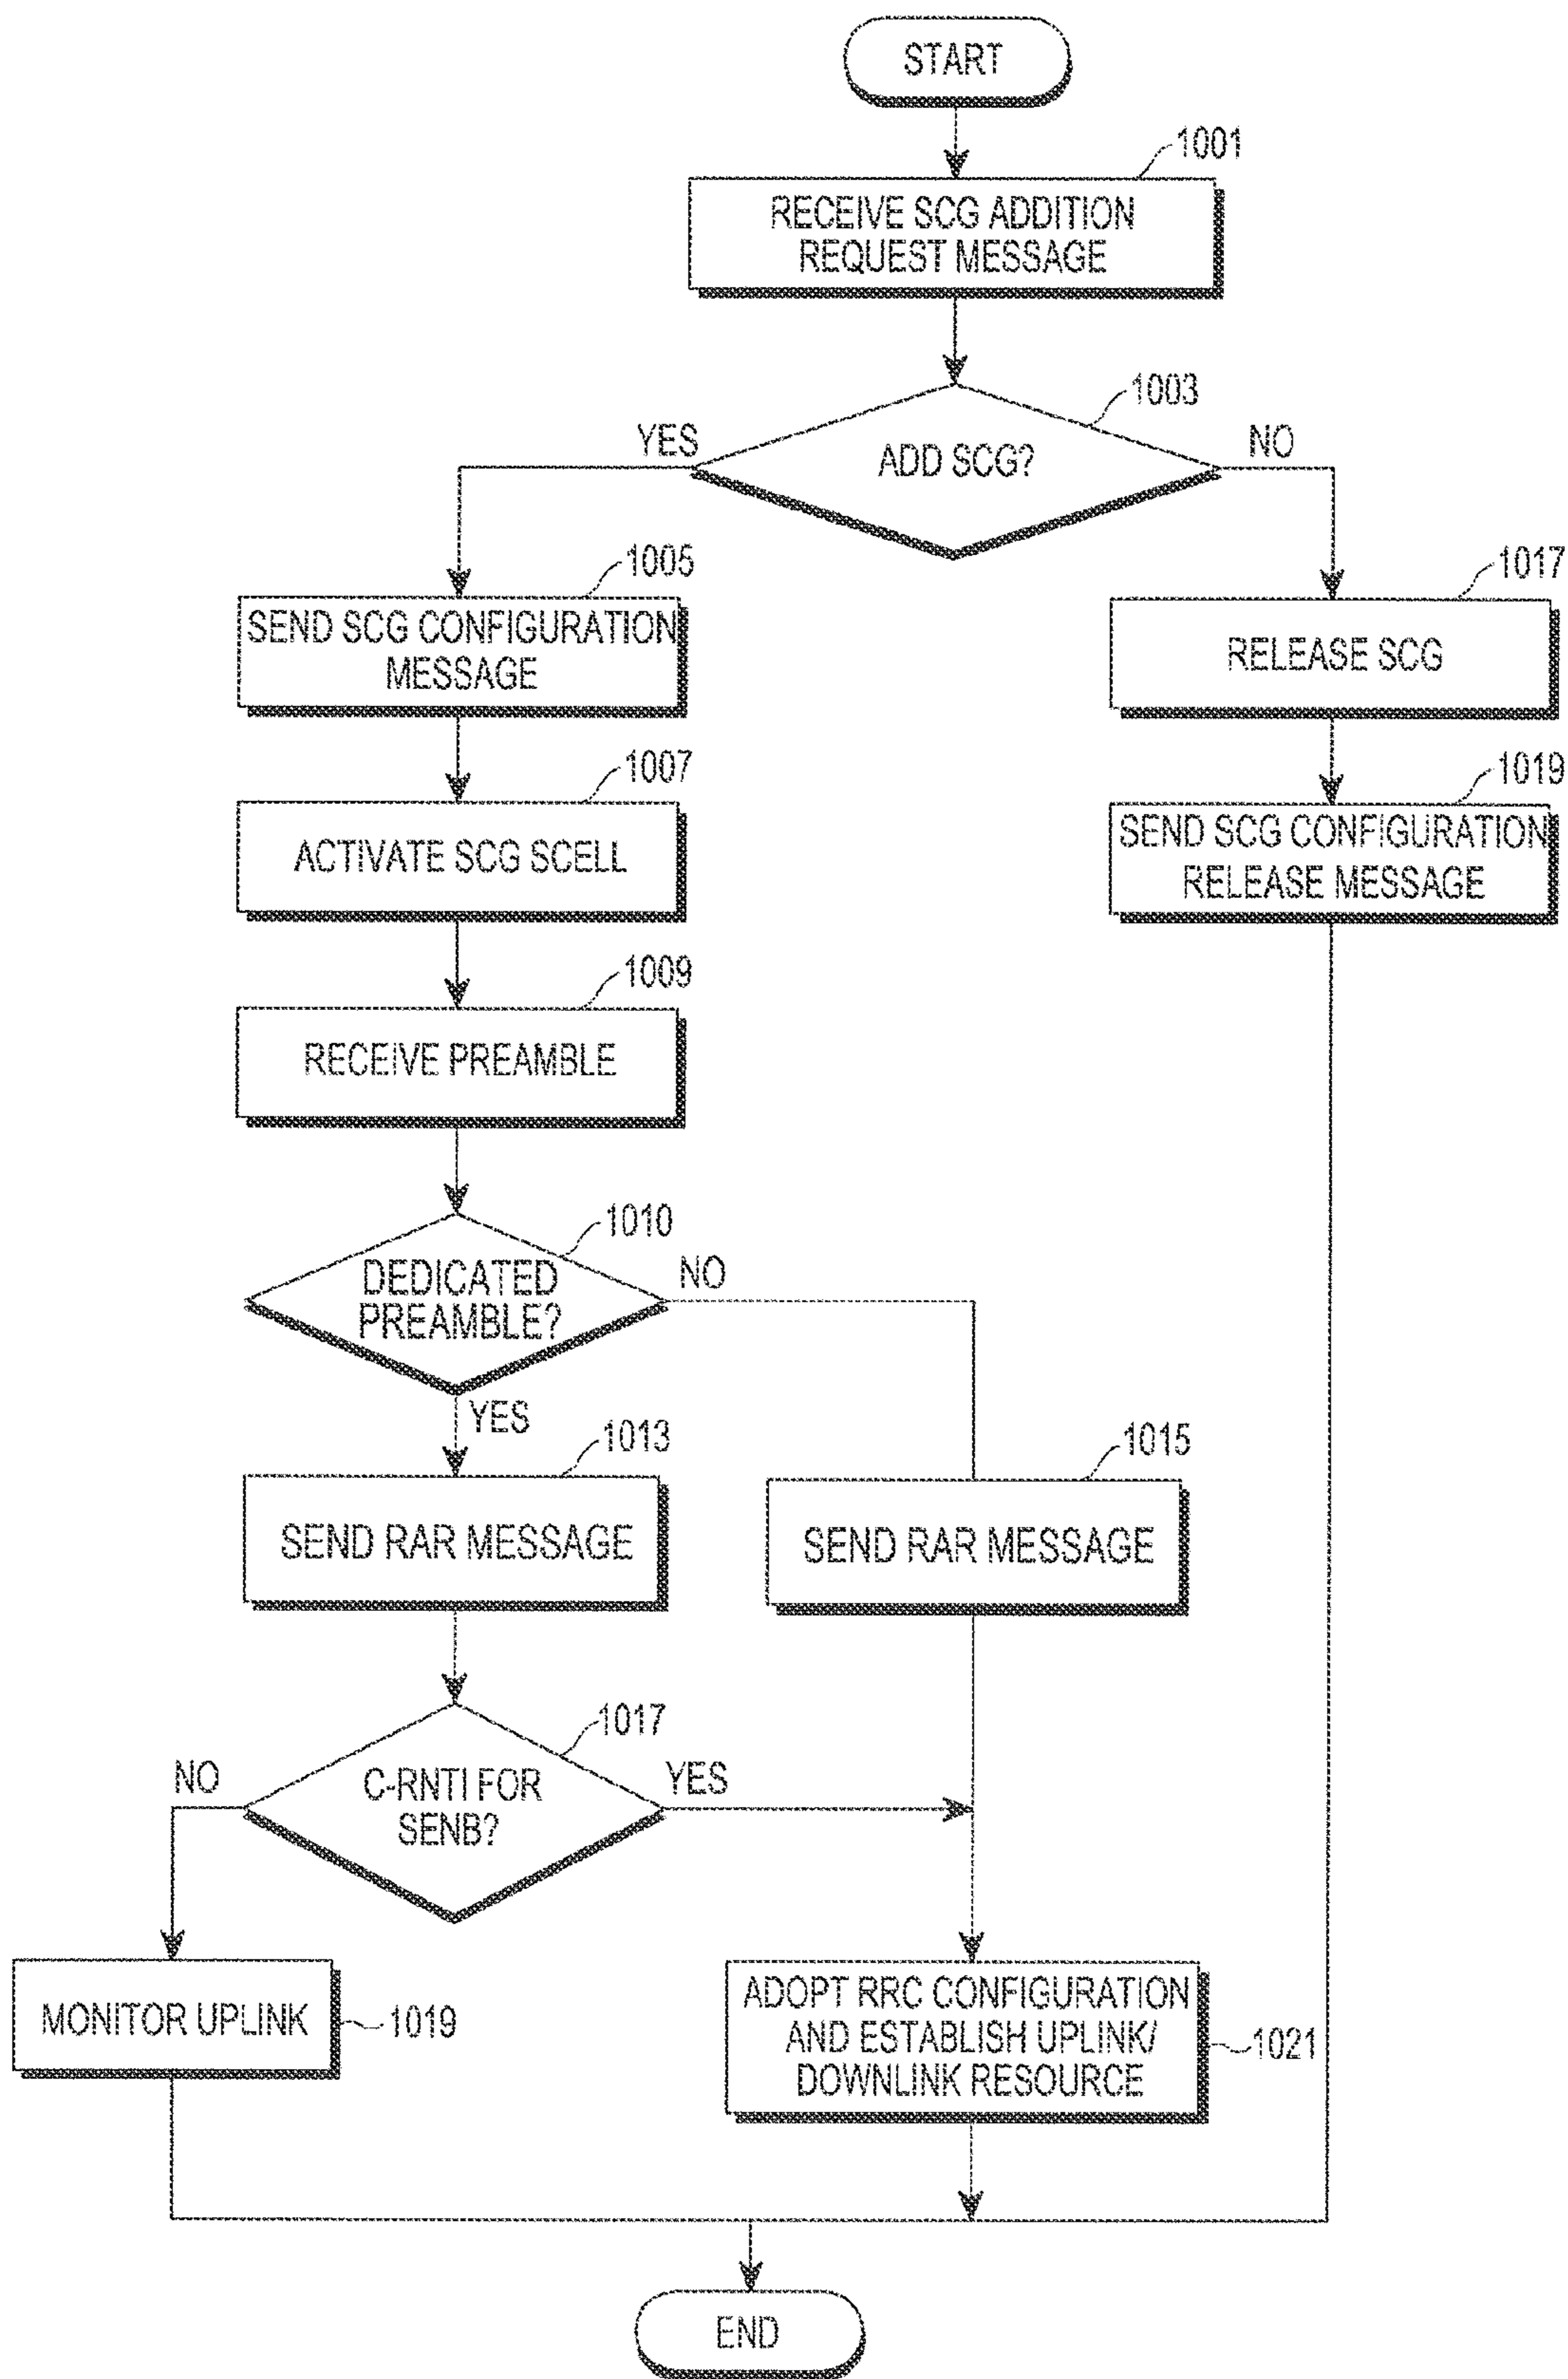 START
1001
RECEIVE SCG ADDITION
REQUEST MESSAGE
1003
YES
ADD SCG?
NO
1005
SEND SCG CONFIGURATION
MESSAGE
1017
RELEASE SCG
1007
ACTIVATE SCG SCELL
1019
SEND SCG CONFIGURATION
RELEASE MESSAGE
1009
RECEIVE PREAMBLE
1010
DEDICATED
PREAMBLE?
NO
YES
1013
SEND RAR MESSAGE
1015
SEND RAR MESSAGE
1017
NO
C-RNTI FOR
SENB?
YES
MONITOR UPLINK
1019
ADOPT RRC CONFIGURATION
AND ESTABLISH UPLINK/
DOWNLINK RESOURCE
1021
END